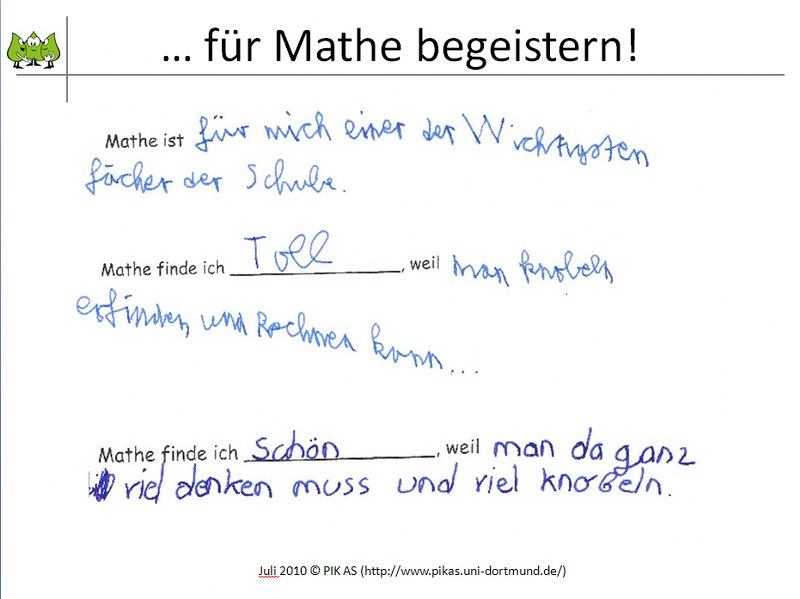 ... für Mathe begeistern!
Mathe ist für mich einer der Wichtigsten
fächer der Schule.
Mathe finde ich Toll, weil man knobeln
erfinden und Rechnen kann...
Mathe finde ich schön, weil man da ganz
viel denken muss und viel knobeln.
Juli 2010 © PIK AS (http://www.pikas.uni-dortmund.de/)